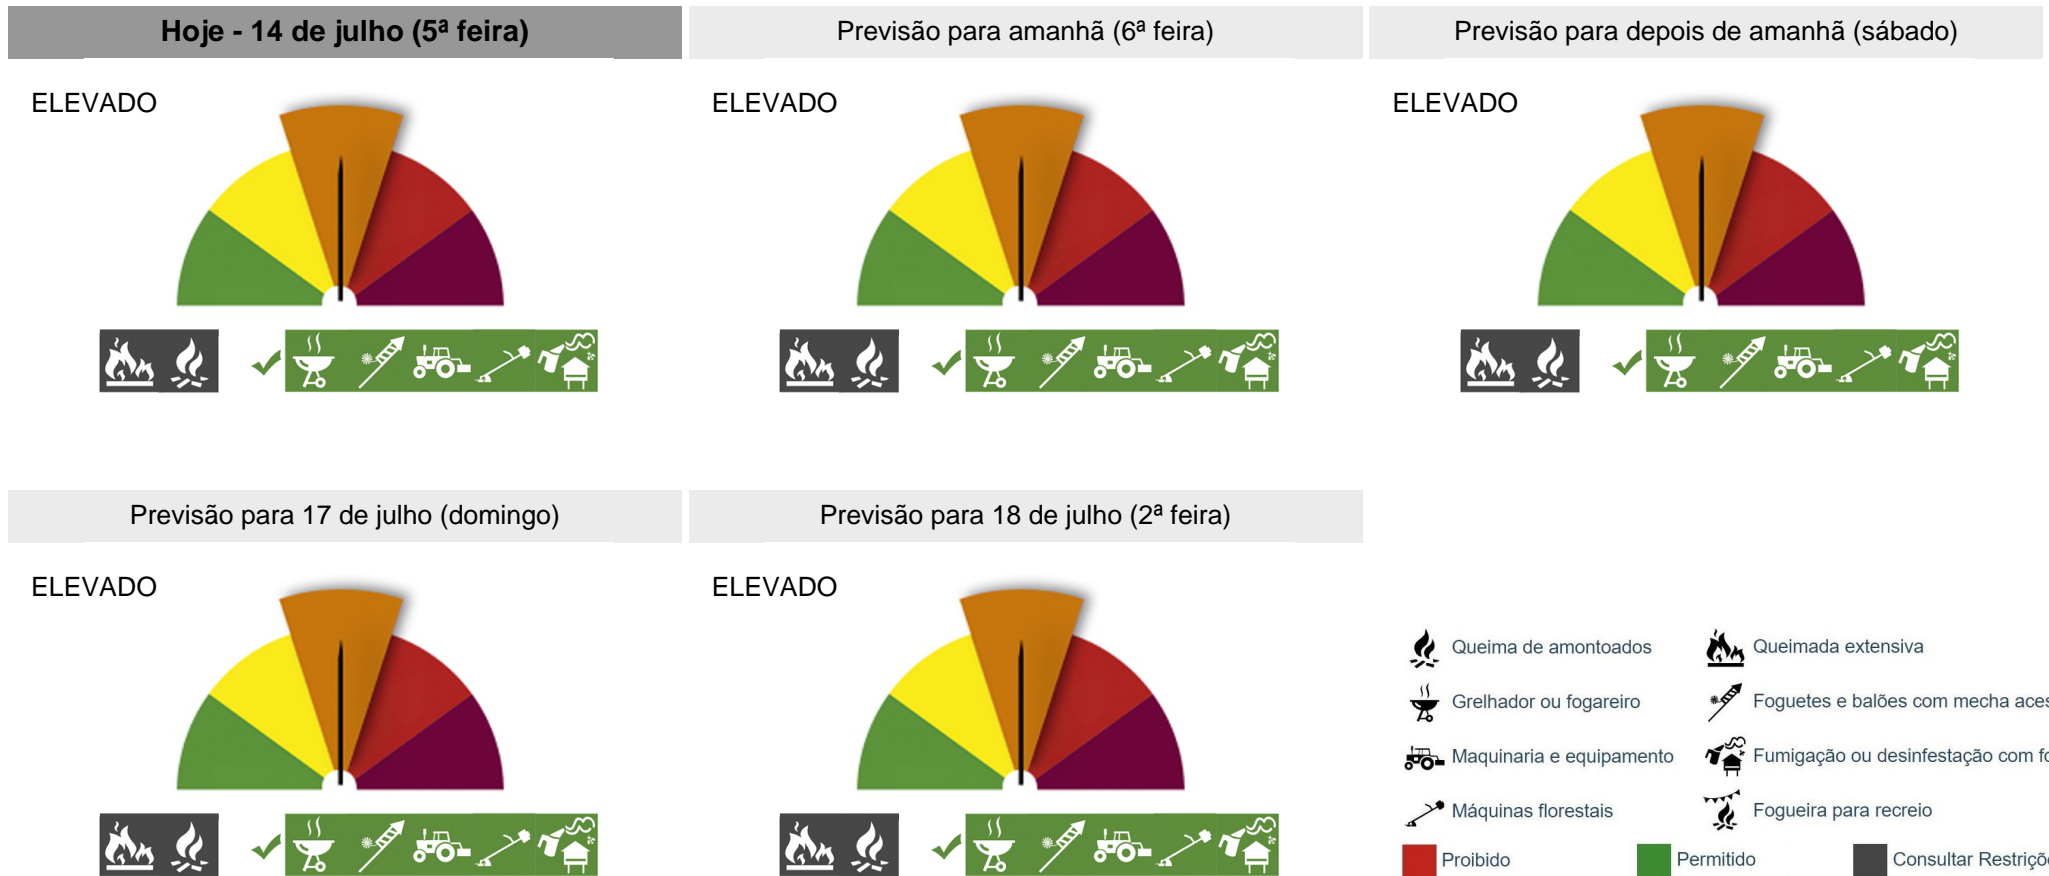 Hoje - 14 de julho (5ª feira)
Previsão para amanhã (6ª feira)
Previsão para depois de amanhã (sábado)
ELEVADO
ELEVADO
ELEVADO
Previsão para 17 de julho (domingo)
Previsão para 18 de julho (2ª feira)
ELEVADO
ELEVADO
Queima de amontoados
Queimada extensiva
Grelhador ou fogareiro
Foguetes e balões com mecha
Maquinaria e equipamento
Fumigação ou desinfestação com
Máquinas florestais
Fogueira para recreio
Proibido
Permitido
Consultar